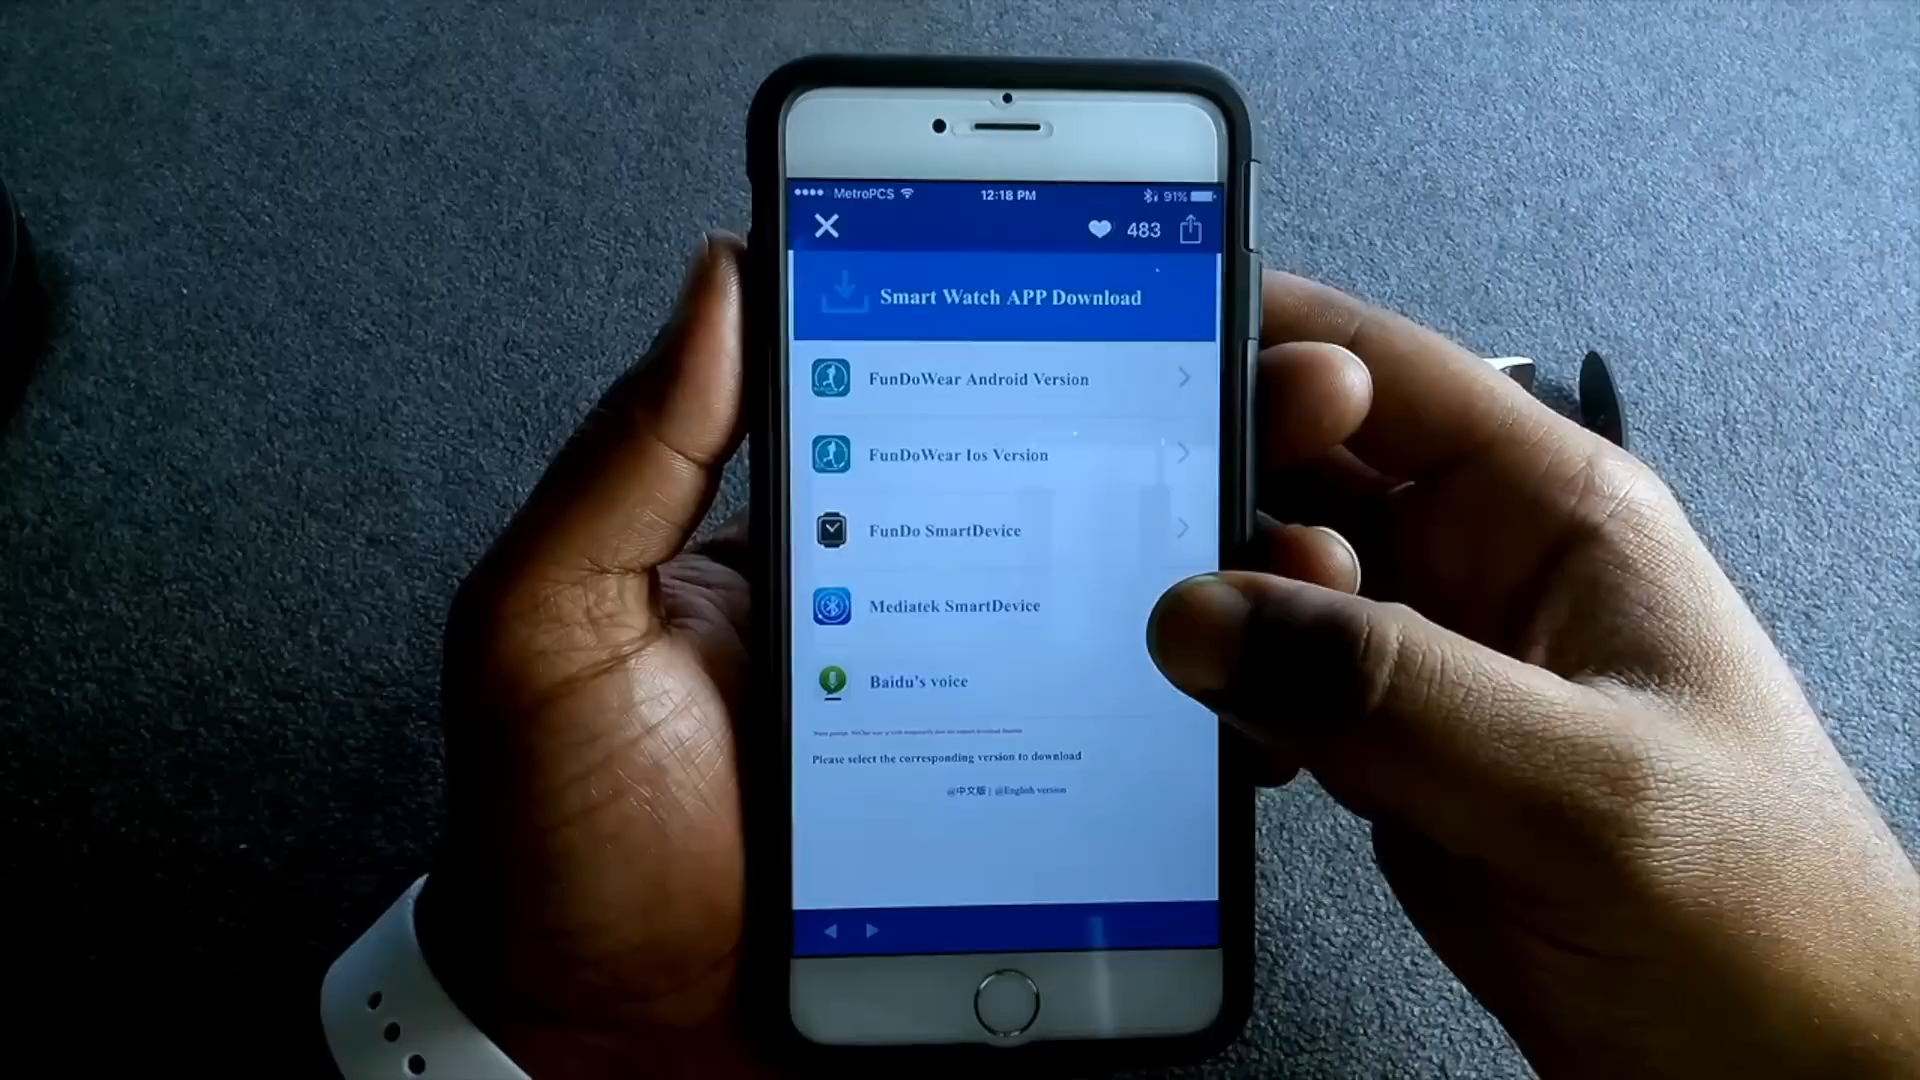 MetroPCS 12:18 PM 91%
483
Smart Watch APP Download
FunDoWear Android Version
FunDoWear Ios Version
FunDo SmartDevice
Mediatek SmartDevice
Baidu's voice
Please select the corresponding version to download
@中文版 | @English version